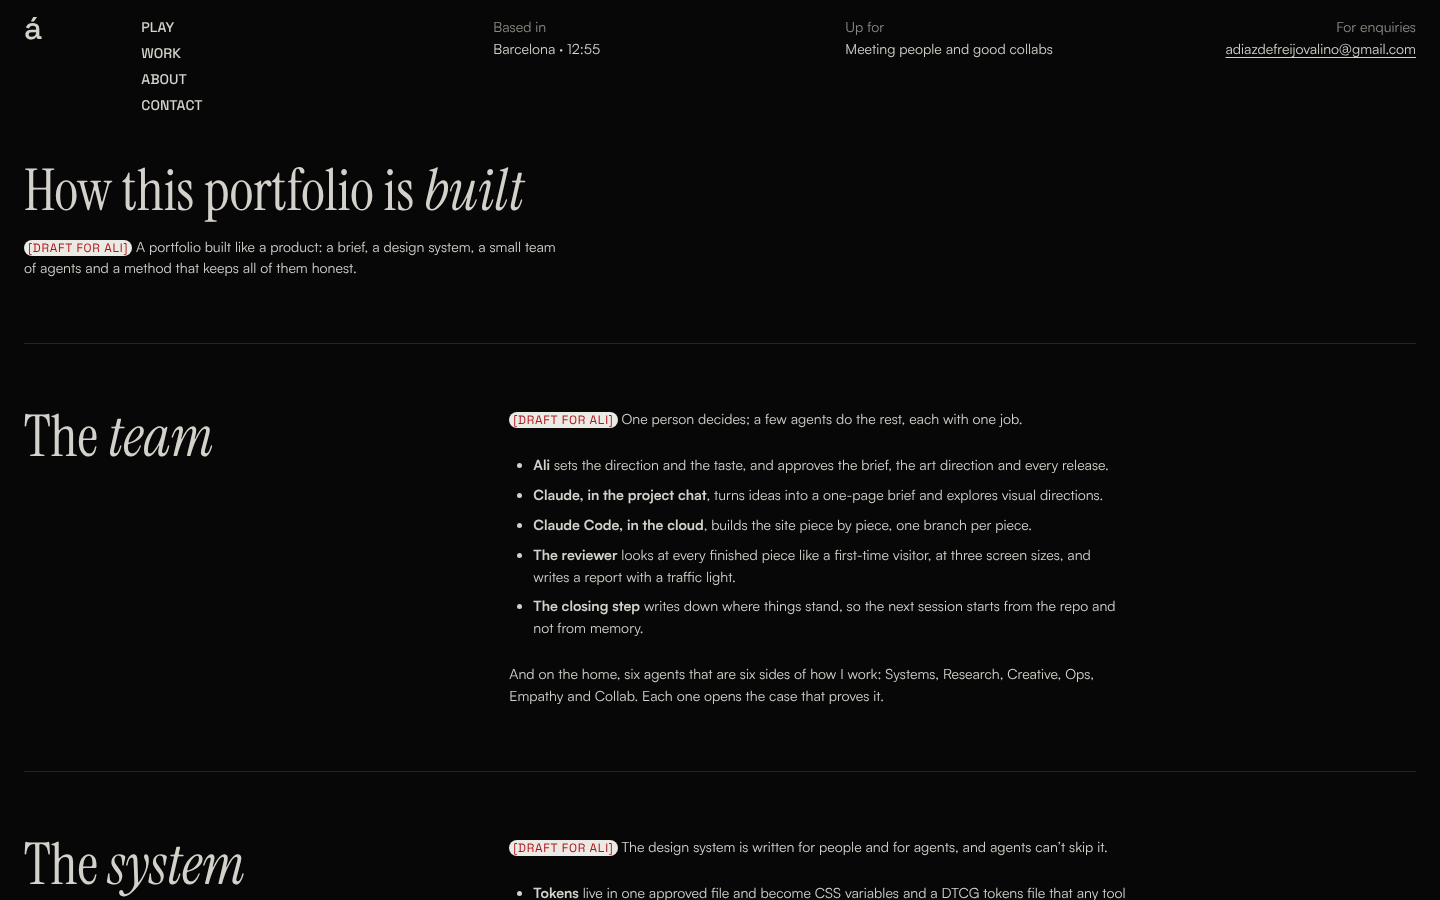 á
PLAY
WORK
ABOUT
CONTACT
Based in
Barcelona · 12:55
Up for
Meeting people and good collabs
For enquiries
adiazdefreijovalino@gmail.com
How this portfolio is built
[DRAFT FOR ALI] A portfolio built like a product: a brief, a design system, a small team
of agents and a method that keeps all of them honest.
The team
[DRAFT FOR ALI] One person decides; a few agents do the rest, each with one job.
• Ali sets the direction and the taste, and approves the brief, the art direction and every release.
• Claude, in the project chat, turns ideas into a one-page brief and explores visual directions.
• Claude Code, in the cloud, builds the site piece by piece, one branch per piece.
• The reviewer looks at every finished piece like a first-time visitor, at three screen sizes, and
writes a report with a traffic light.
• The closing step writes down where things stand, so the next session starts from the repo and
not from memory.
And on the home, six agents that are six sides of how I work: Systems, Research, Creative, Ops,
Empathy and Collab. Each one opens the case that proves it.
The system
[DRAFT FOR ALI] The design system is written for people and for agents, and agents can't skip it.
• Tokens live in one approved file and become CSS variables and a DTCG tokens file that any tool